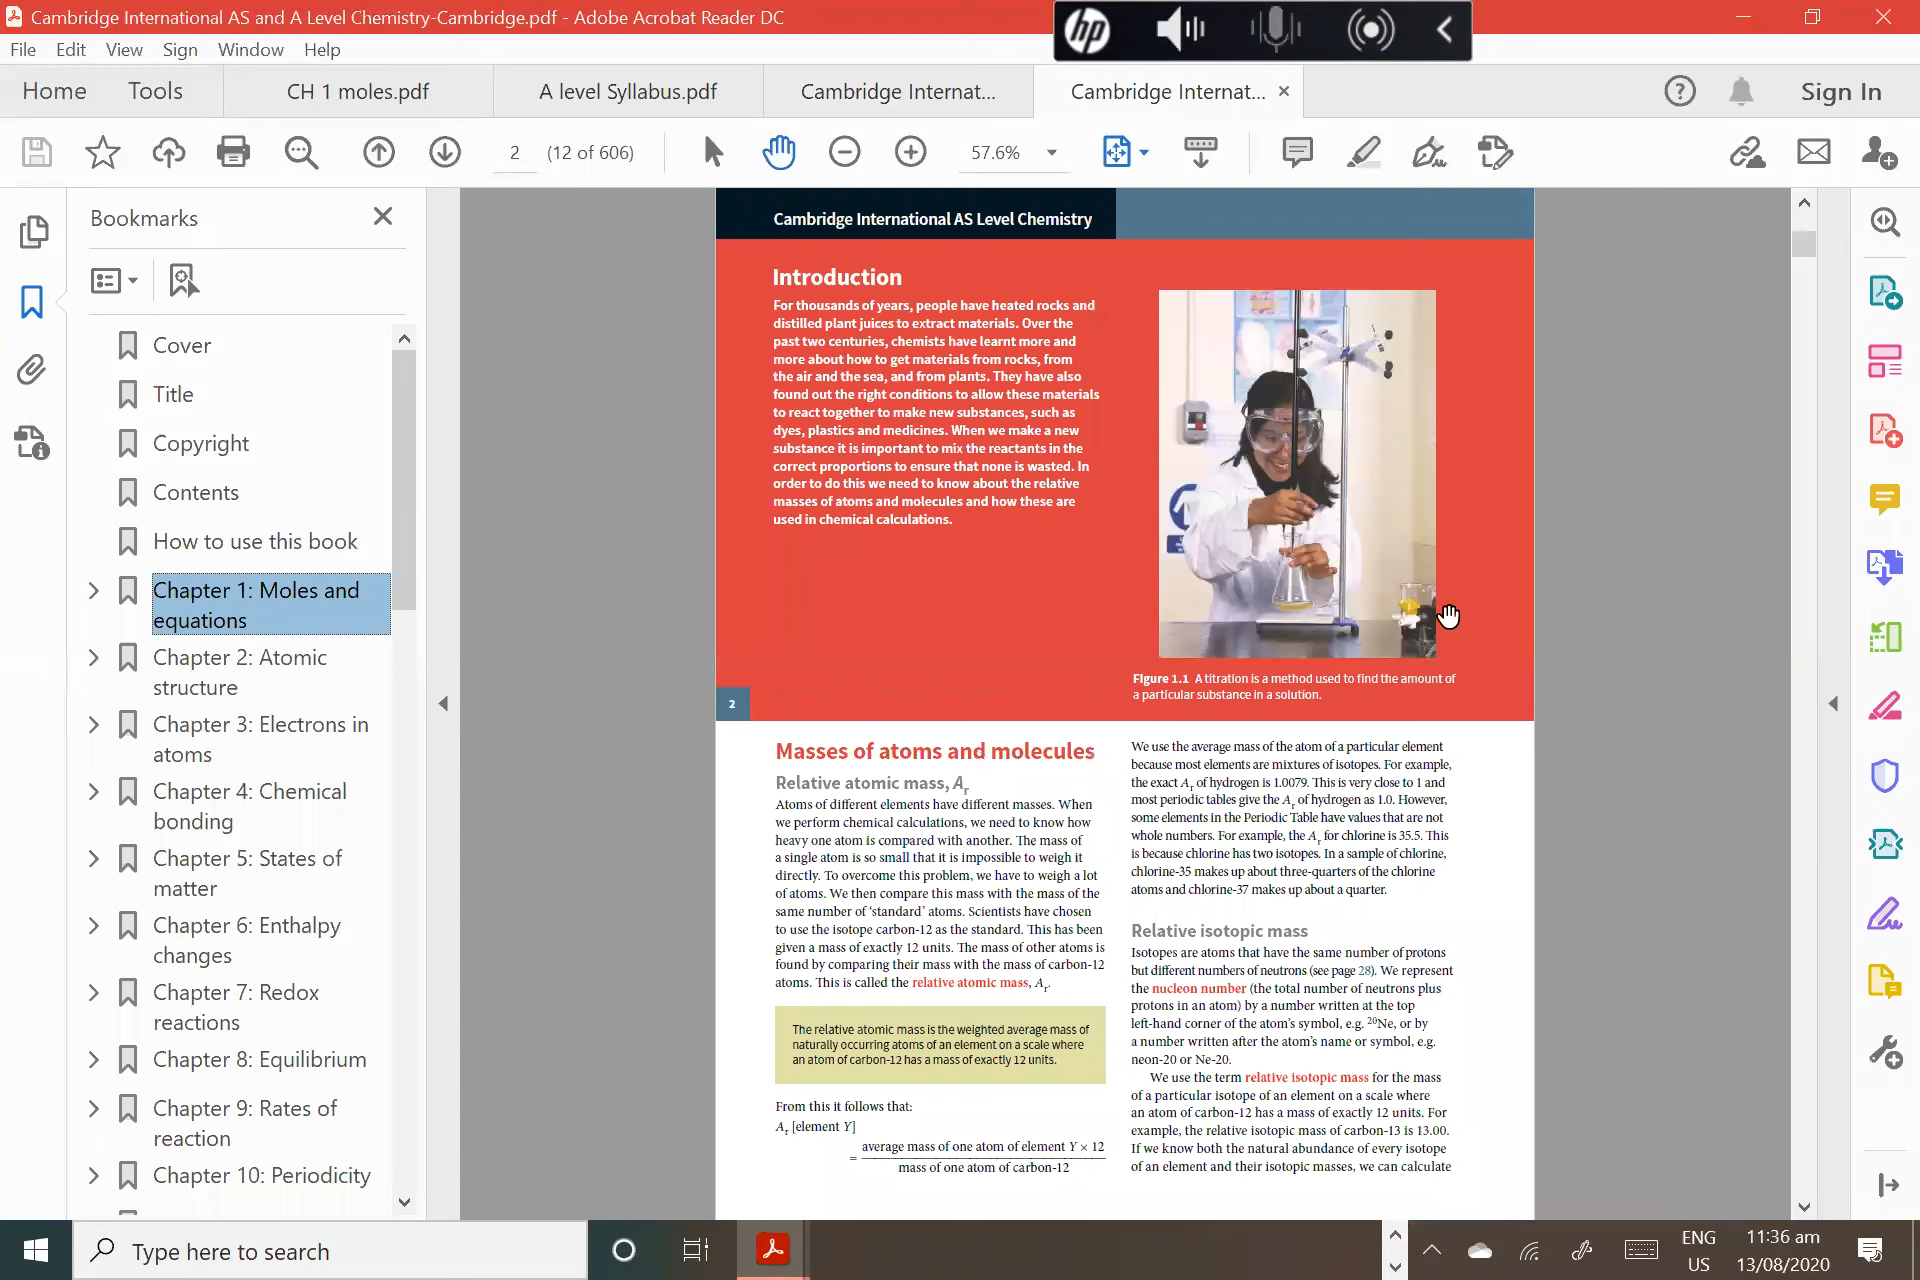 Cambridge International AS and A Level Chemistry-Cambridge.pdf - Adobe Acrobat Reader DC
hp
File Edit View Sign Window Help
Home Tools CH 1 moles.pdf A level Syllabus.pdf Cambridge Internat... Cambridge Internat... × Sign In
2 (12 of 606) 57.6%
Bookmarks
Cover
Title
Copyright
Contents
How to use this book
Chapter 1: Moles and
equations
Chapter 2: Atomic
structure
Chapter 3: Electrons in
atoms
Chapter 4: Chemical
bonding
Chapter 5: States of
matter
Chapter 6: Enthalpy
changes
Chapter 7: Redox
reactions
Chapter 8: Equilibrium
Chapter 9: Rates of
reaction
Chapter 10: Periodicity
Cambridge International AS Level Chemistry
Introduction
For thousands of years, people have heated rocks and
distilled plant juices to extract materials. Over the
past two centuries, chemists have learnt more and
more about how to get materials from rocks, from
the air and the sea, and from plants. They have also
found out the right conditions to allow these materials
to react together to make new substances, such as
dyes, plastics and medicines. When we make a new
substance it is important to mix the reactants in the
correct proportions to ensure that none is wasted. In
order to do this we need to know about the relative
masses of atoms and molecules and how these are
used in chemical calculations.
Figure 1.1 A titration is a method used to find the amount of
a particular substance in a solution.
2
Masses of atoms and molecules
Relative atomic mass, Ar
Atoms of different elements have different masses. When
we perform chemical calculations, we need to know how
heavy one atom is compared with another. The mass of
a single atom is so small that it is impossible to weigh it
directly. To overcome this problem, we have to weigh a lot
of atoms. We then compare this mass with the mass of the
same number of ‘standard’ atoms. Scientists have chosen
to use the isotope carbon-12 as the standard. This has been
given a mass of exactly 12 units. The mass of other atoms is
found by comparing their mass with the mass of carbon-12
atoms. This is called the relative atomic mass, Ar.
The relative atomic mass is the weighted average mass of
naturally occurring atoms of an element on a scale where
an atom of carbon-12 has a mass of exactly 12 units.
From this it follows that:
Ar [element Y]
= average mass of one atom of element Y × 12
mass of one atom of carbon-12
We use the average mass of the atom of a particular element
because most elements are mixtures of isotopes. For example,
the exact Ar of hydrogen is 1.0079. This is very close to 1 and
most periodic tables give the Ar of hydrogen as 1.0. However,
some elements in the Periodic Table have values that are not
whole numbers. For example, the Ar for chlorine is 35.5. This
is because chlorine has two isotopes. In a sample of chlorine,
chlorine-35 makes up about three-quarters of the chlorine
atoms and chlorine-37 makes up about a quarter.
Relative isotopic mass
Isotopes are atoms that have the same number of protons
but different numbers of neutrons (see page 28). We represent
the nucleon number (the total number of neutrons plus
protons in an atom) by a number written at the top
left-hand corner of the atom’s symbol, e.g. ²⁰Ne, or by
a number written after the atom’s name or symbol, e.g.
neon-20 or Ne-20.
We use the term relative isotopic mass for the mass
of a particular isotope of an element on a scale where
an atom of carbon-12 has a mass of exactly 12 units. For
example, the relative isotopic mass of carbon-13 is 13.00.
If we know both the natural abundance of every isotope
of an element and their isotopic masses, we can calculate
Type here to search
ENG
US
11:36 am
13/08/2020